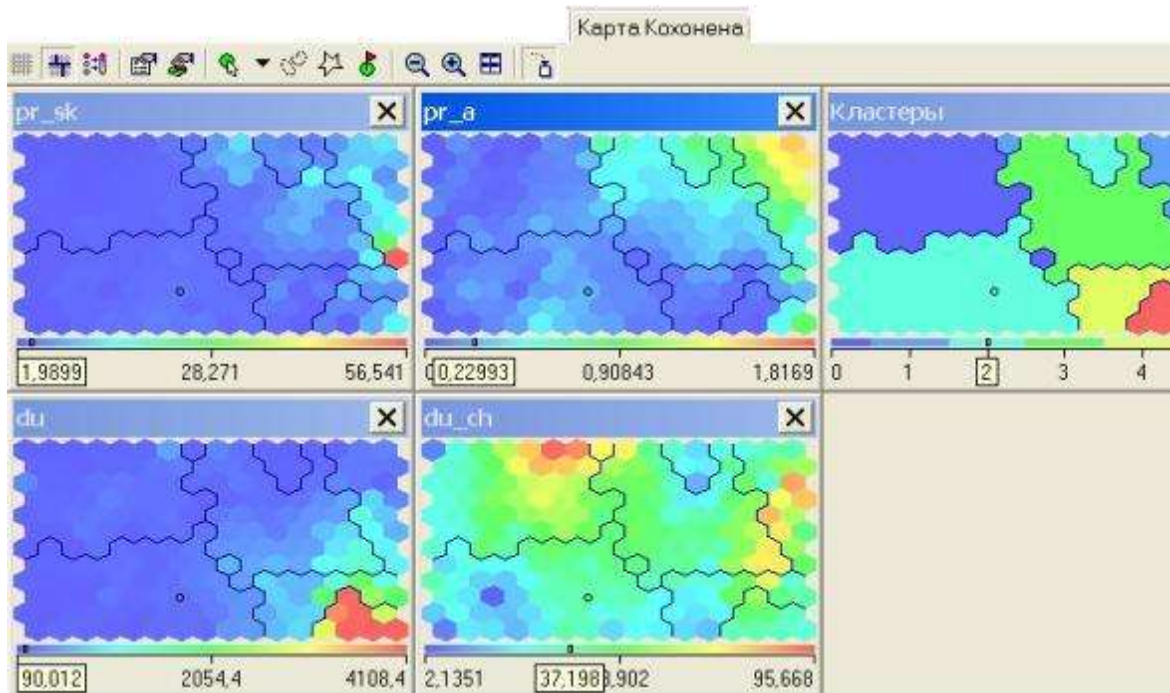 Карта Кохонена
pr_sk
pr_a
Кластеры
1,9899 28,271 56,541
0,22993 0,90843 1,8169
0 1 2 3 4
du
du_ch
90,012 2054,4 4108,4
2,1351 37,198 95,668